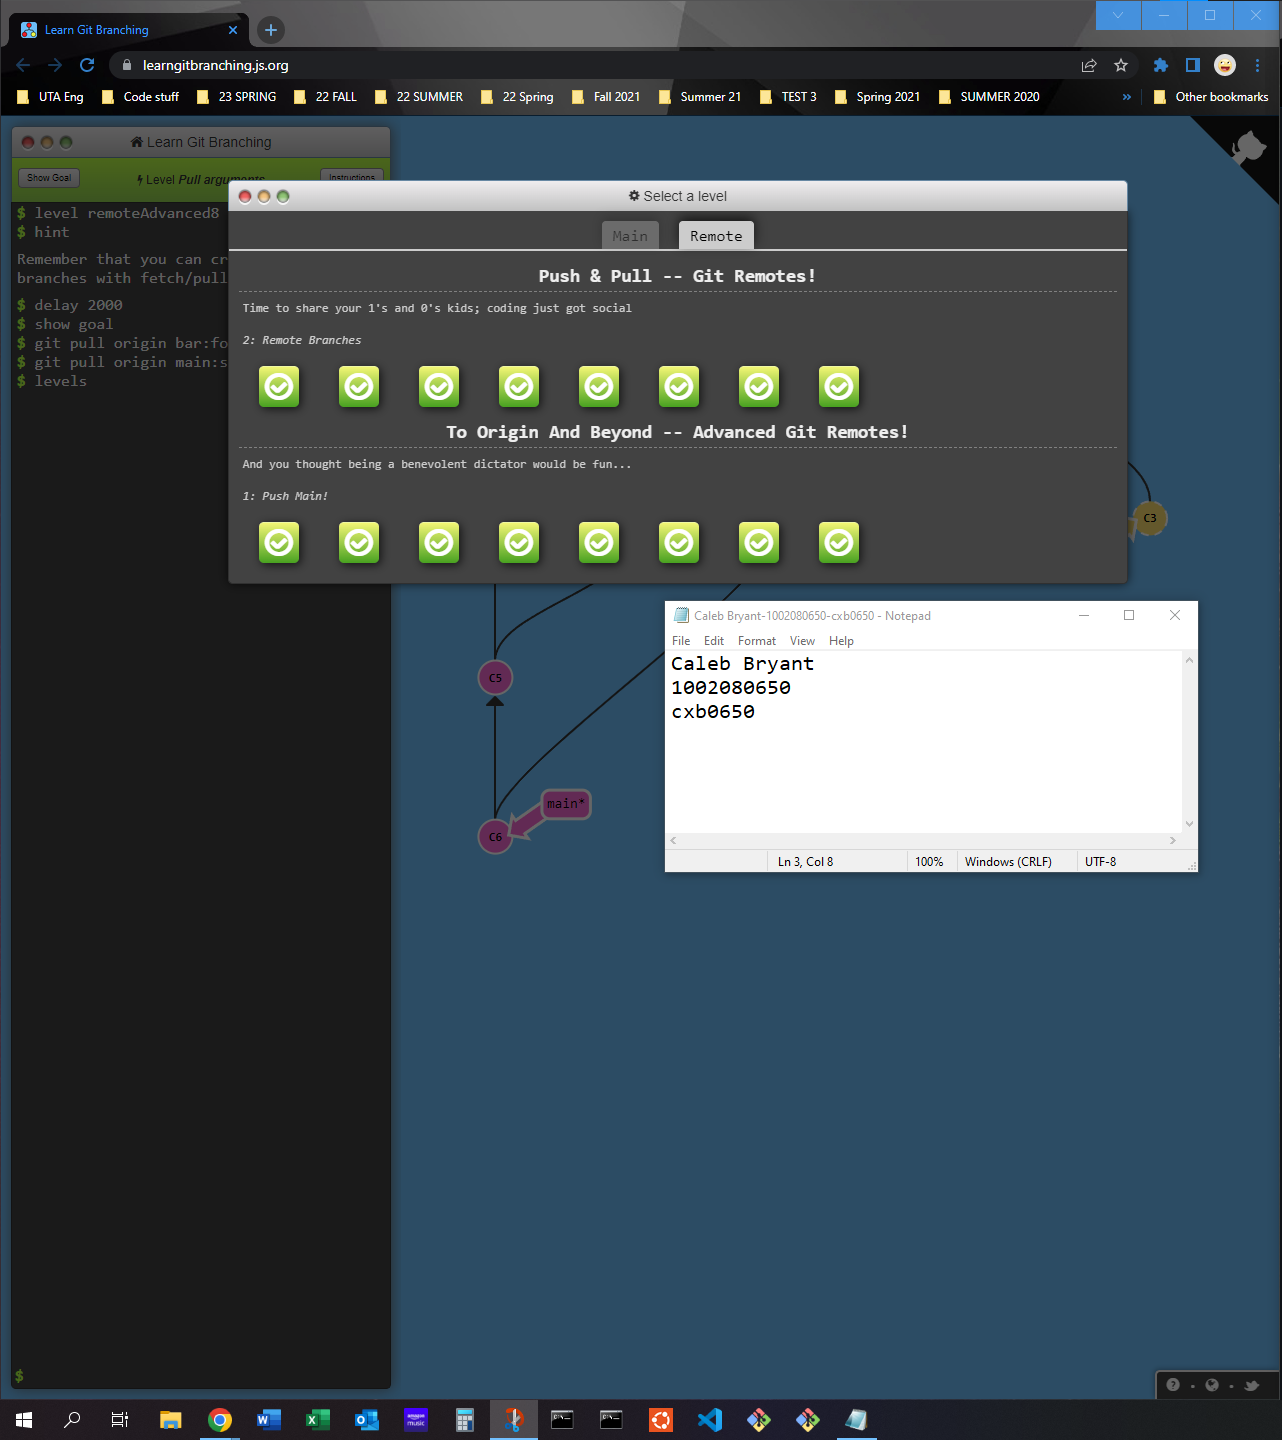 Learn Git Branching
learngitbranching.js.org
UTA Eng Code stuff 23 SPRING 22 FALL 22 SUMMER 22 Spring Fall 2021 Summer 21 TEST 3 Spring 2021 SUMMER 2020 » Other bookmarks
Learn Git Branching
Show Goal Level Pull arguments Instructions
$ level remoteAdvanced8
$ hint
Remember that you can cr
branches with fetch/pull
$ delay 2000
$ show goal
$ git pull origin bar:fo
$ git pull origin main:s
$ levels
$
Select a level
Main Remote
Push & Pull -- Git Remotes!
Time to share your 1's and 0's kids; coding just got social
2: Remote Branches
To Origin And Beyond -- Advanced Git Remotes!
And you thought being a benevolent dictator would be fun...
1: Push Main!
C3
C5
main*
C6
Caleb Bryant-1002080650-cxb0650 - Notepad
File Edit Format View Help
Caleb Bryant
1002080650
cxb0650
Ln 3, Col 8 100% Windows (CRLF) UTF-8
amazon music